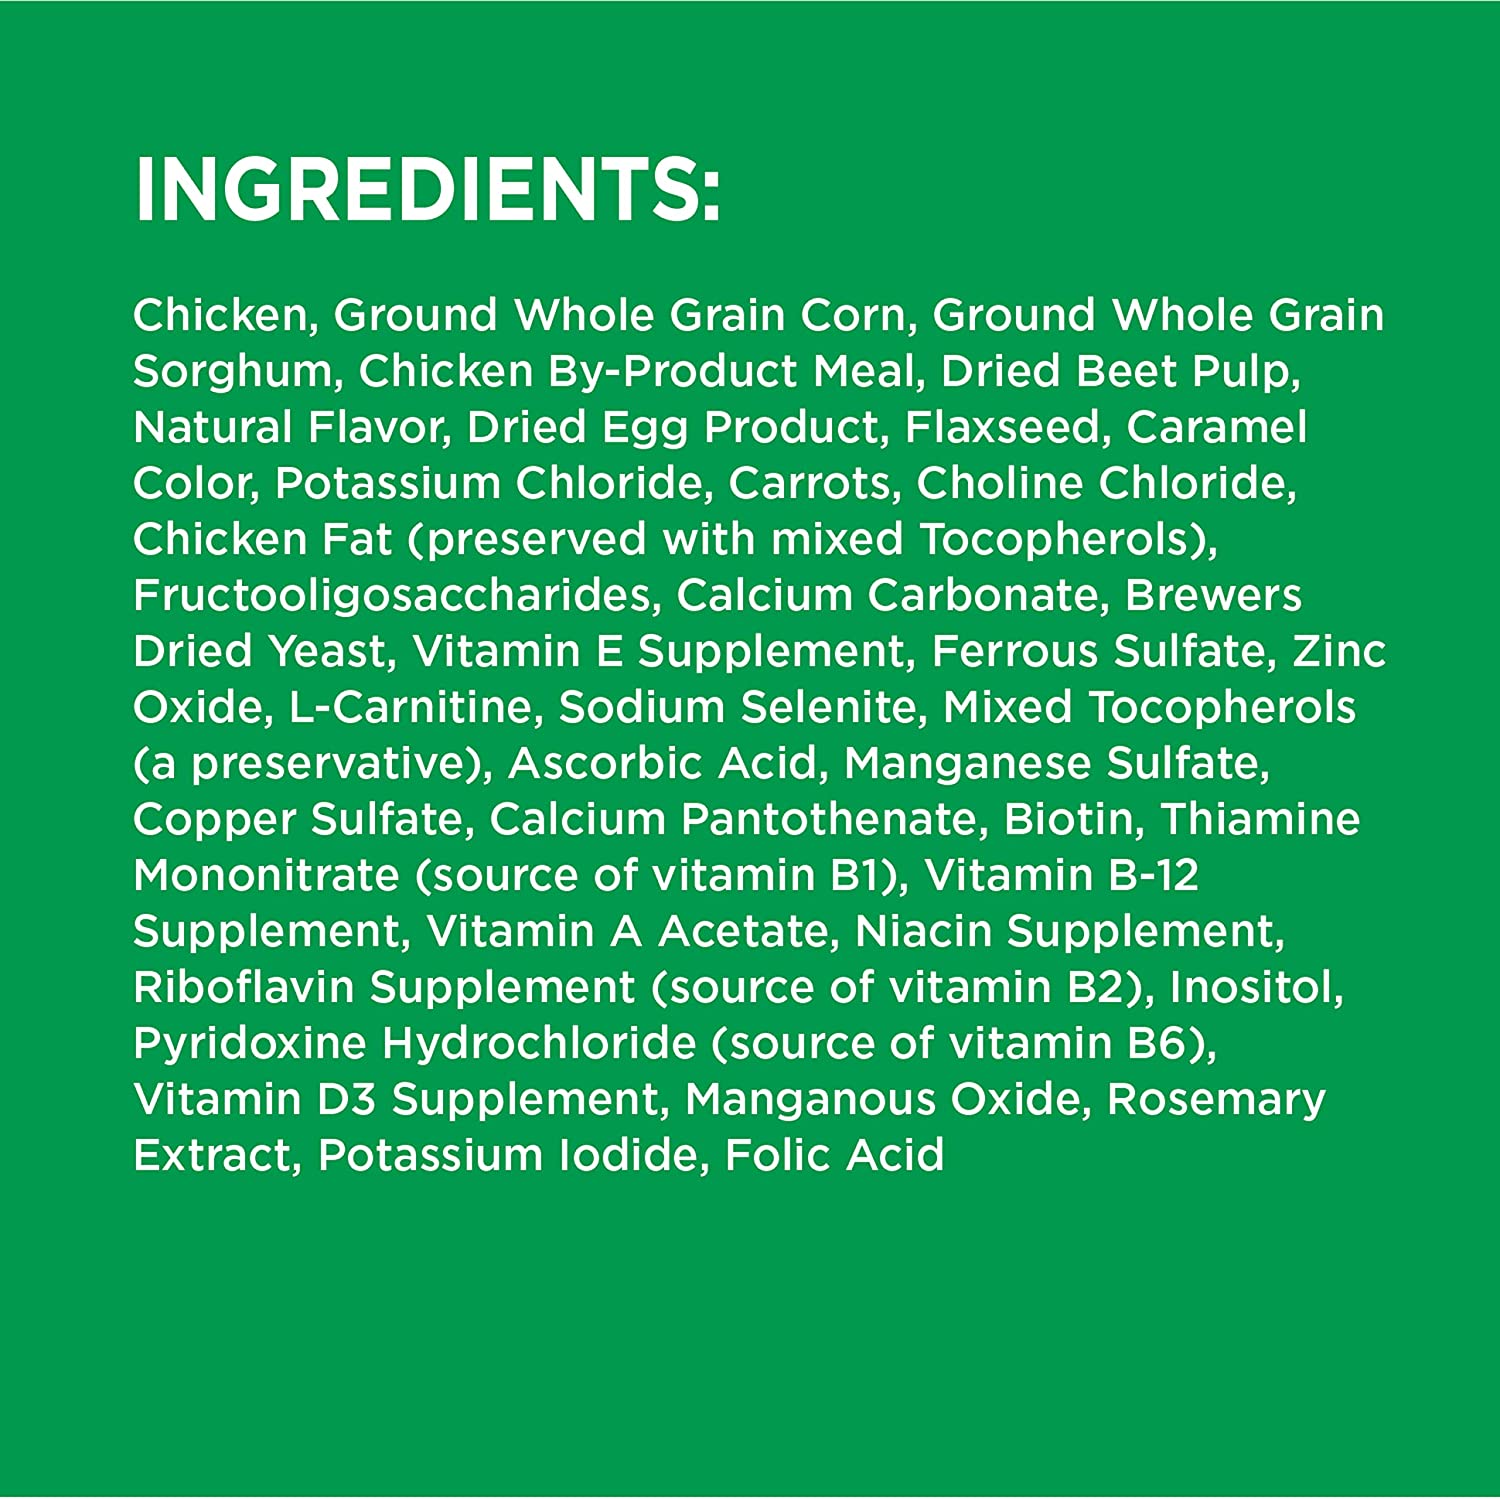 INGREDIENTS:
Chicken, Ground Whole Grain Corn, Ground Whole Grain
Sorghum, Chicken By-Product Meal, Dried Beet Pulp,
Natural Flavor, Dried Egg Product, Flaxseed, Caramel
Color, Potassium Chloride, Carrots, Choline Chloride,
Chicken Fat (preserved with mixed Tocopherols),
Fructooligosaccharides, Calcium Carbonate, Brewers
Dried Yeast, Vitamin E Supplement, Ferrous Sulfate, Zinc
Oxide, L-Carnitine, Sodium Selenite, Mixed Tocopherols
(a preservative), Ascorbic Acid, Manganese Sulfate,
Copper Sulfate, Calcium Pantothenate, Biotin, Thiamine
Mononitrate (source of vitamin B1), Vitamin B-12
Supplement, Vitamin A Acetate, Niacin Supplement,
Riboflavin Supplement (source of vitamin B2), Inositol,
Pyridoxine Hydrochloride (source of vitamin B6),
Vitamin D3 Supplement, Manganous Oxide, Rosemary
Extract, Potassium Iodide, Folic Acid